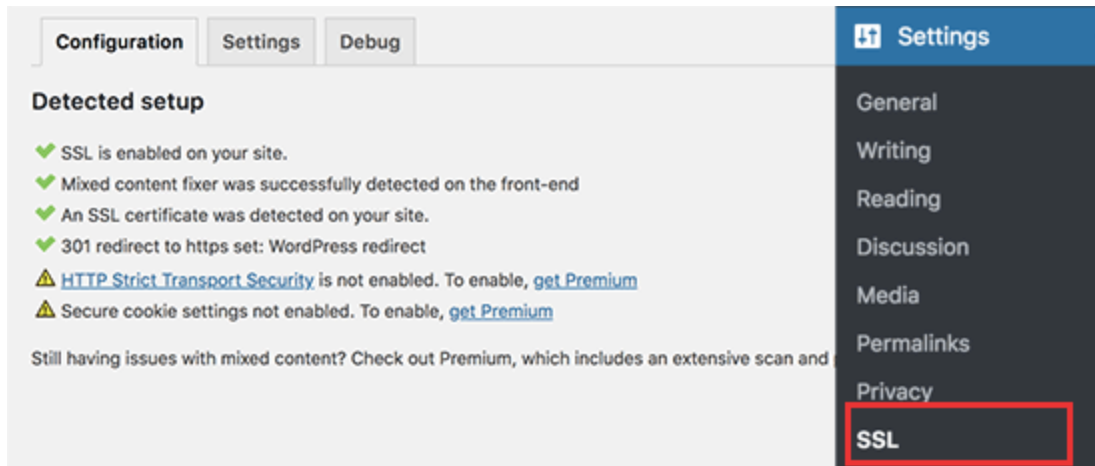 Configuration Settings Debug
Detected setup
SSL is enabled on your site.
Mixed content fixer was successfully detected on the front-end
An SSL certificate was detected on your site.
301 redirect to https set: WordPress redirect
HTTP Strict Transport Security is not enabled. To enable, get Premium
Secure cookie settings not enabled. To enable, get Premium
Still having issues with mixed content? Check out Premium, which includes an extensive scan and
Settings
General
Writing
Reading
Discussion
Media
Permalinks
Privacy
SSL